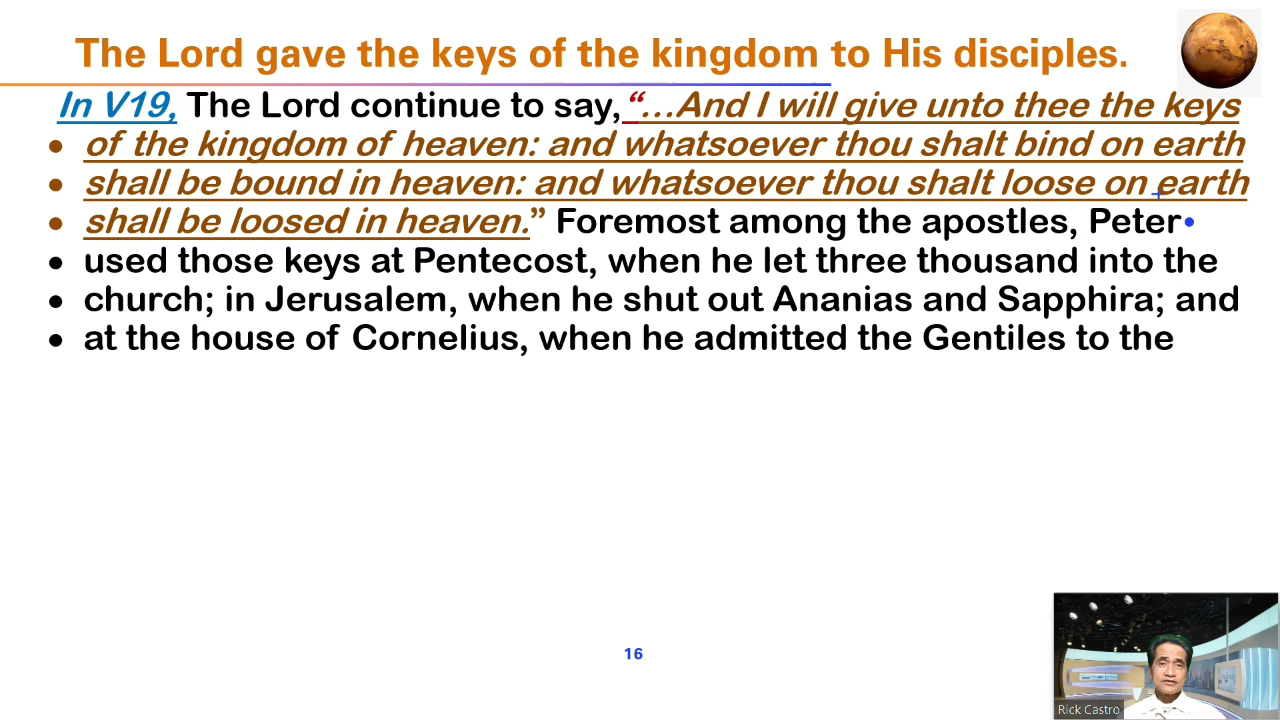 The Lord gave the keys of the kingdom to His disciples.
In V19, The Lord continue to say,“…And I will give unto thee the keys
• of the kingdom of heaven: and whatsoever thou shalt bind on earth
• shall be bound in heaven: and whatsoever thou shalt loose on earth
• shall be loosed in heaven.” Foremost among the apostles, Peter•
• used those keys at Pentecost, when he let three thousand into the
• church; in Jerusalem, when he shut out Ananias and Sapphira; and
• at the house of Cornelius, when he admitted the Gentiles to the
16
Rick Castro